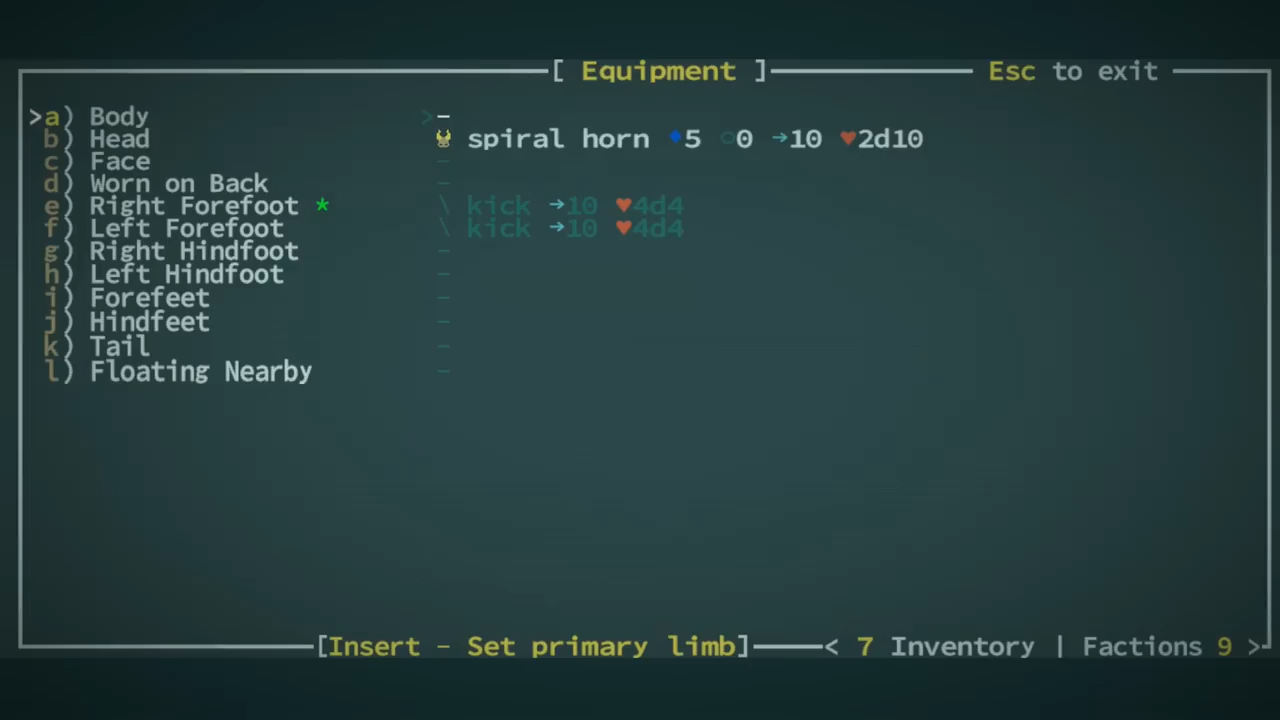 [ Equipment ] Esc to exit
>a) Body >-
b) Head spiral horn ♦5 ○0 →10 ♥2d10
c) Face -
d) Worn on Back -
e) Right Forefoot * \ kick →10 ♥4d4
f) Left Forefoot \ kick →10 ♥4d4
g) Right Hindfoot -
h) Left Hindfoot -
i) Forefeet -
j) Hindfeet -
k) Tail -
l) Floating Nearby -
[Insert - Set primary limb] < 7 Inventory | Factions 9 >